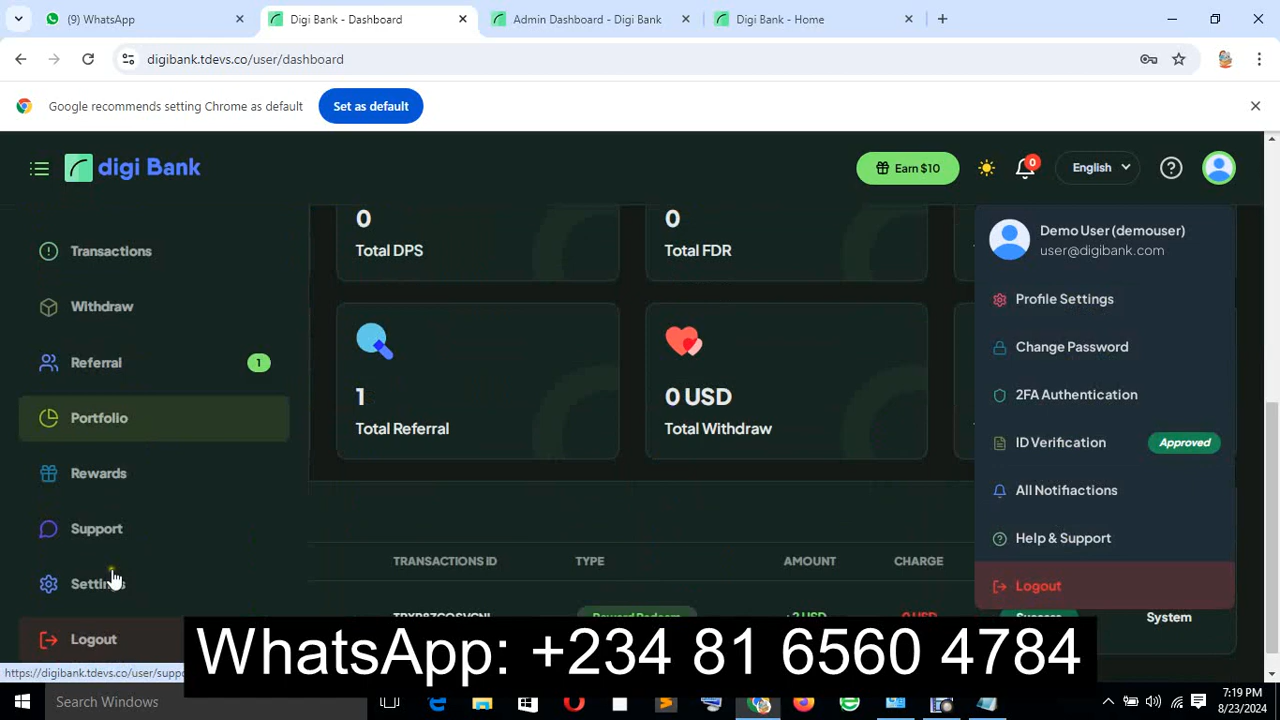 (9) WhatsApp
Digi Bank - Dashboard
Admin Dashboard - Digi Bank
Digi Bank - Home
digibank.tdevs.co/user/dashboard
Google recommends setting Chrome as default
Set as default
digi Bank
Earn $10
0
English
Transactions
Withdraw
Referral
1
Portfolio
Rewards
Support
Logout
0
Total DPS
0
Total FDR
1
Total Referral
0 USD
Total Withdraw
TRANSACTIONS ID
TYPE
AMOUNT
CHARGE
System
Demo User (demouser)
user@digibank.com
Profile Settings
Change Password
2FA Authentication
ID Verification
Approved
All Notifiactions
Help & Support
Logout
WhatsApp: +234 81 6560 4784
Search Windows
7:19 PM
8/23/2024